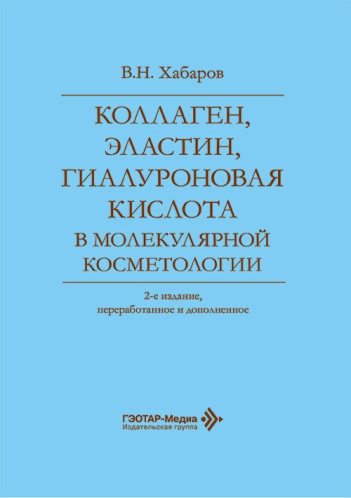 В.Н. Хабаров
КОЛЛАГЕН,
ЭЛАСТИН,
ГИАЛУРОНОВАЯ
КИСЛОТА
В МОЛЕКУЛЯРНОЙ
КОСМЕТОЛОГИИ
2-е издание,
переработанное и дополненное
ГЭОТАР-Медиа
Издательская группа